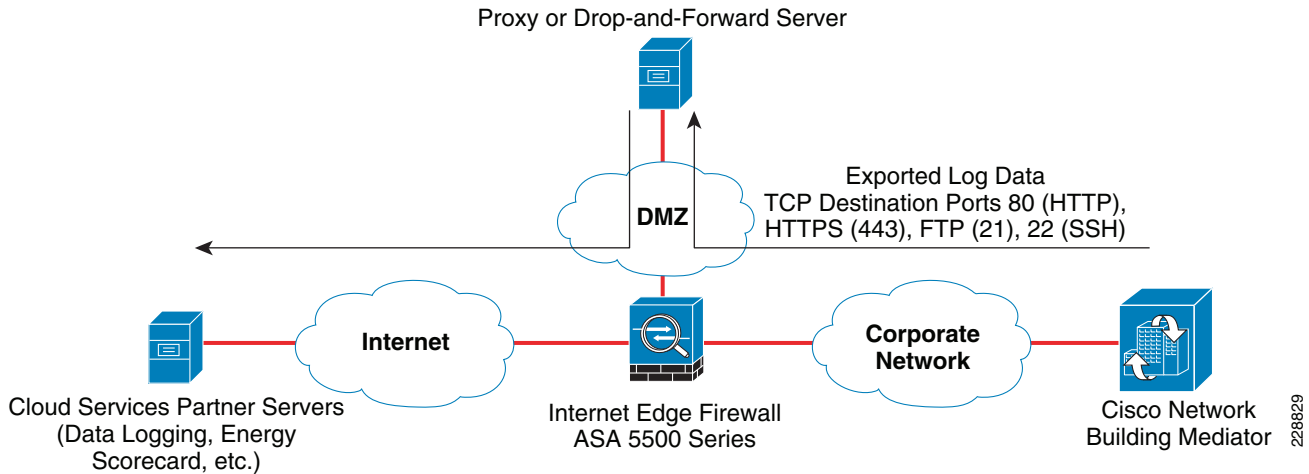 Proxy or Drop-and-Forward Server
Exported Log Data
TCP Destination Ports 80 (HTTP),
HTTPS (443), FTP (21), 22 (SSH)
DMZ
Internet
Corporate
Network
Cloud Services Partner Servers
(Data Logging, Energy
Scorecard, etc.)
Internet Edge Firewall
ASA 5500 Series
Cisco Network
Building Mediator
228829